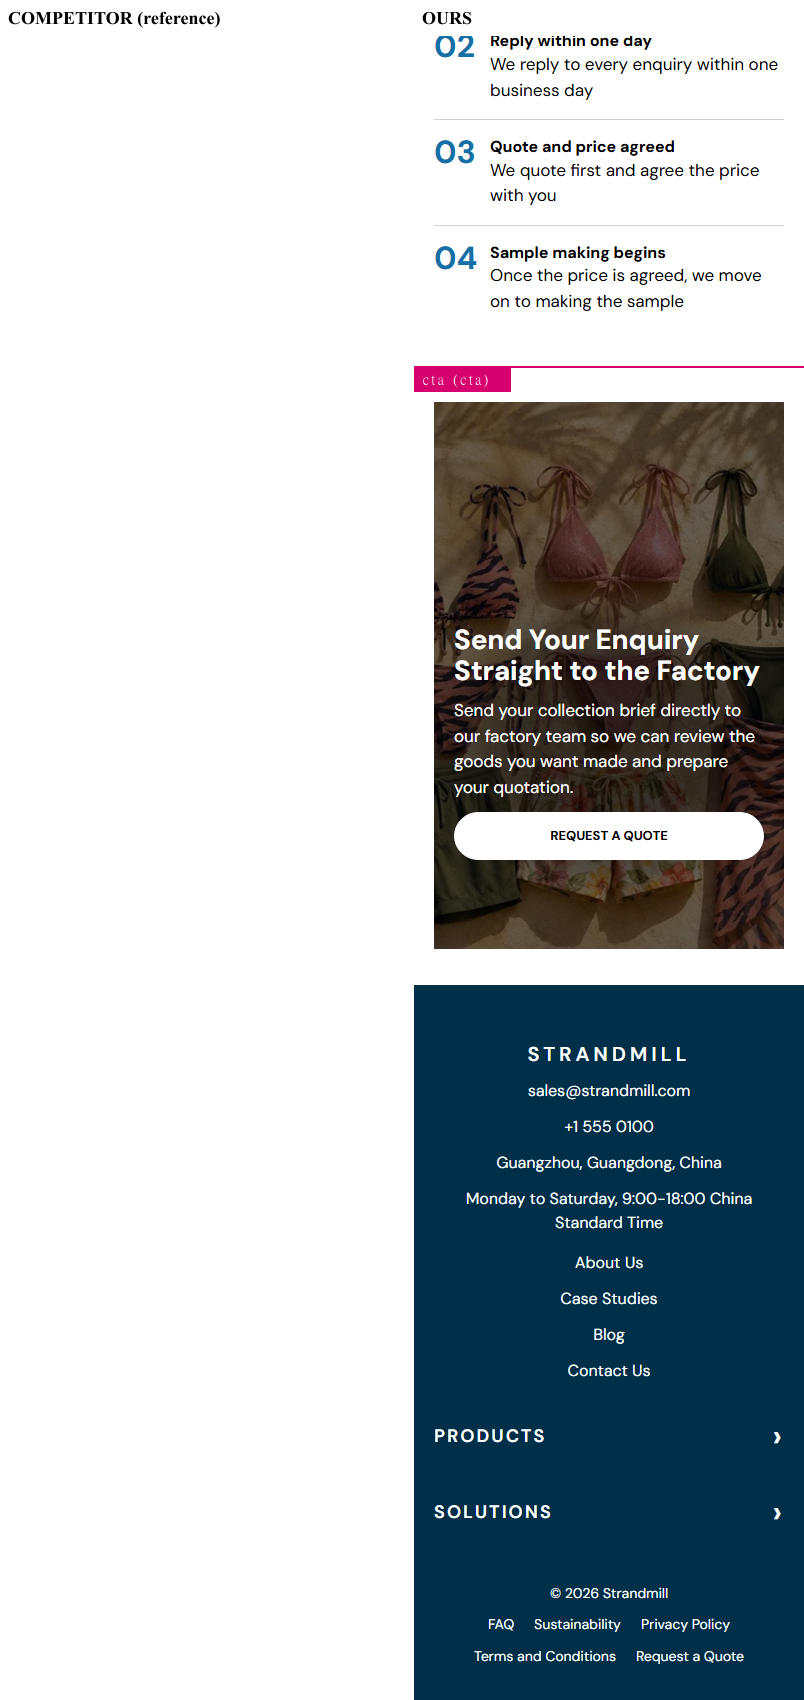 COMPETITOR (reference)
OURS
02
Reply within one day
We reply to every enquiry within one
business day
03
Quote and price agreed
We quote first and agree the price
with you
04
Sample making begins
Once the price is agreed, we move
on to making the sample
cta (cta)
Send Your Enquiry
Straight to the Factory
Send your collection brief directly to
our factory team so we can review the
goods you want made and prepare
your quotation.
REQUEST A QUOTE
STRANDMILL
sales@strandmill.com
+1 555 0100
Guangzhou, Guangdong, China
Monday to Saturday, 9:00-18:00 China
Standard Time
About Us
Case Studies
Blog
Contact Us
PRODUCTS
SOLUTIONS
© 2026 Strandmill
FAQ Sustainability Privacy Policy
Terms and Conditions Request a Quote